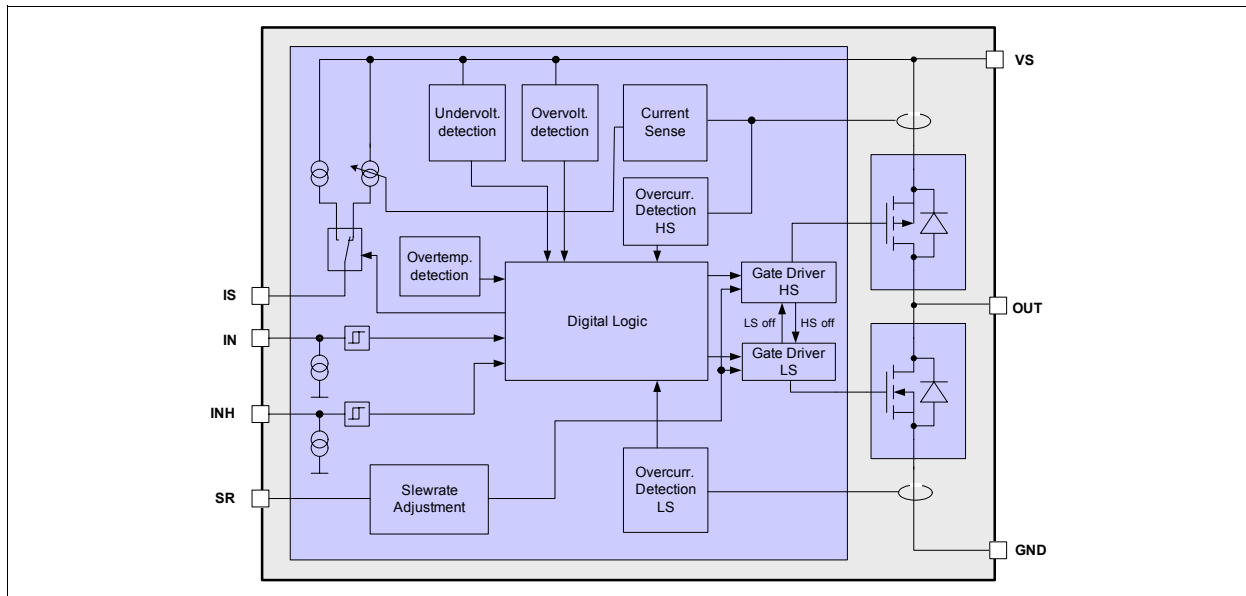 VS
Undervolt.
detection
Overvolt.
detection
Current
Sense
Overcurr.
Detection
HS
Overtemp.
detection
Digital Logic
Gate Driver
HS
LS off
HS off
Gate Driver
LS
IS
IN
INH
SR
OUT
GND
Slewrate
Adjustment
Overcurr.
Detection
LS